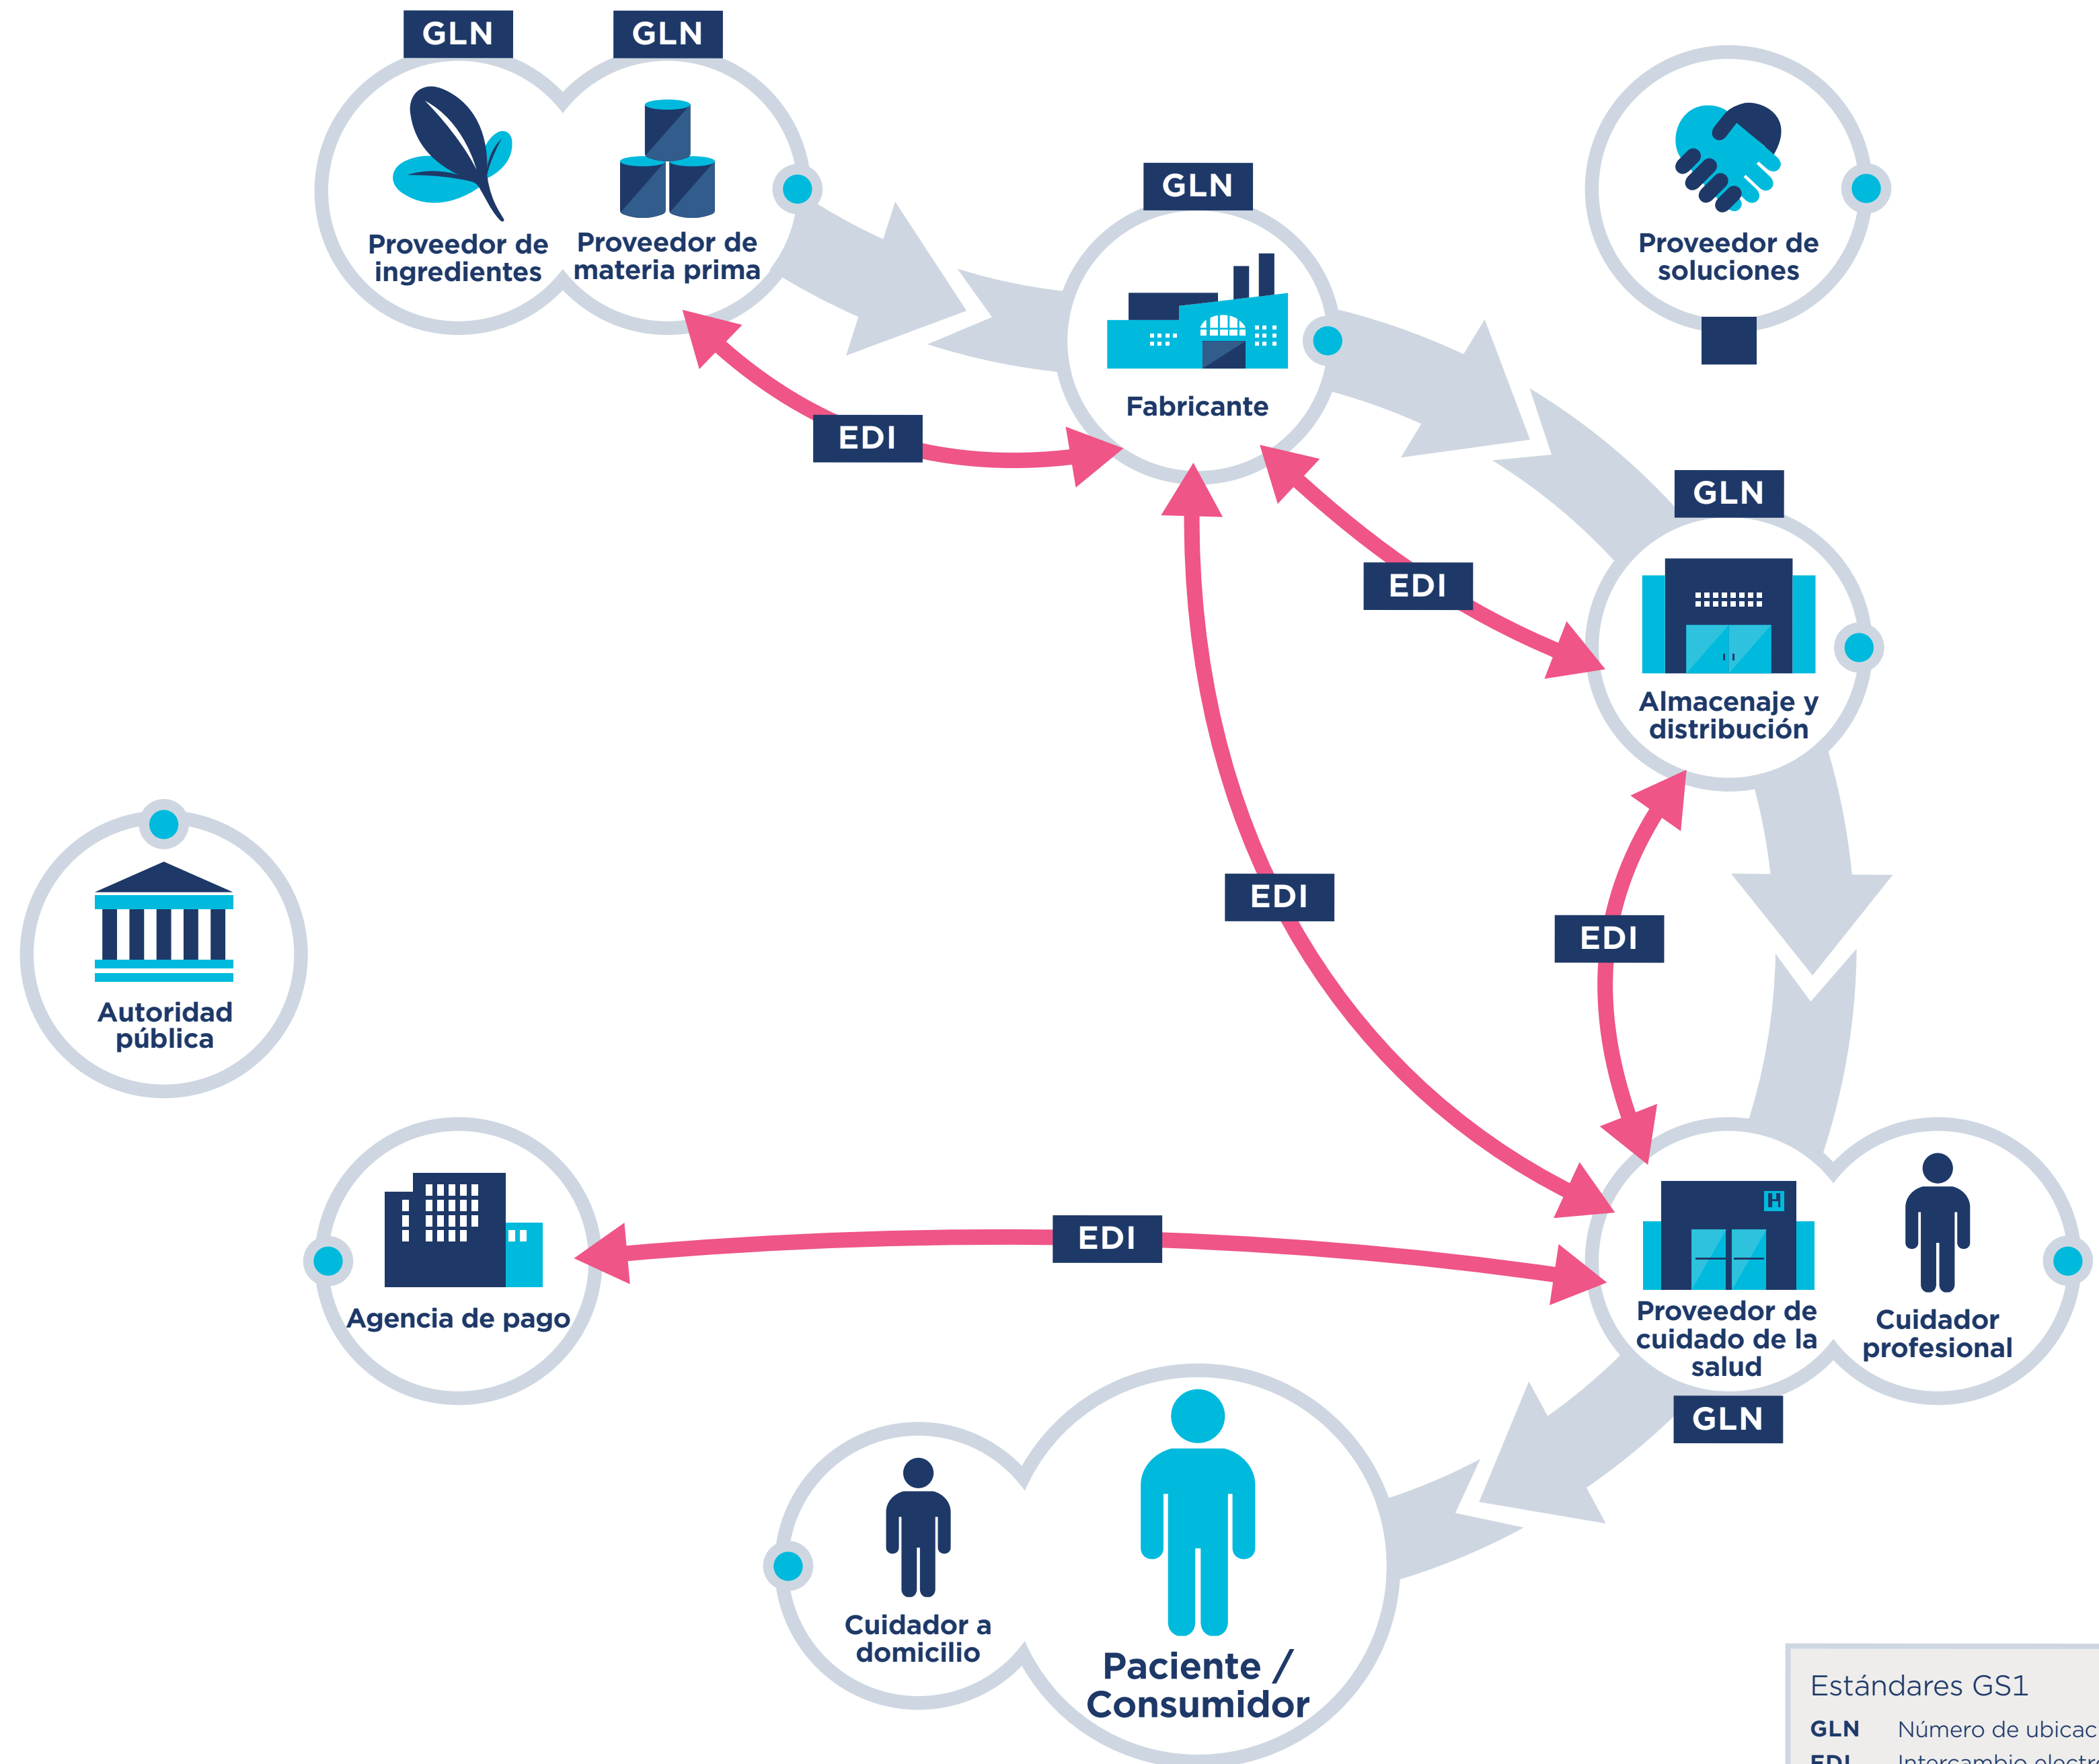 GLN
GLN
Proveedor de
ingredientes
Proveedor de
materia prima
GLN
Fabricante
Proveedor de
soluciones
EDI
GLN
EDI
Almacenaje y
distribución
EDI
EDI
Autoridad
pública
EDI
Agencia de pago
H
Proveedor de
cuidado de la
salud
Cuidador
profesional
GLN
Cuidador a
domicilio
Paciente /
Consumidor
Estándares GS1
GLN Número de
EDI Intercambio